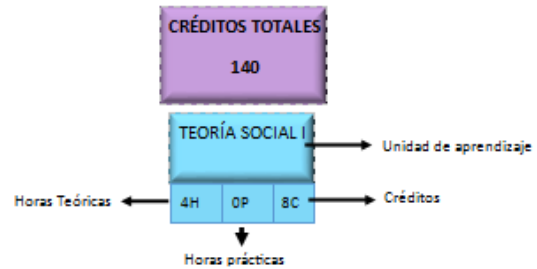 CRÉDITOS TOTALES
140
TEORÍA SOCIAL I
Unidad de aprendizaje
Horas Teóricas
4H
0P
8C
Créditos
Horas prácticas